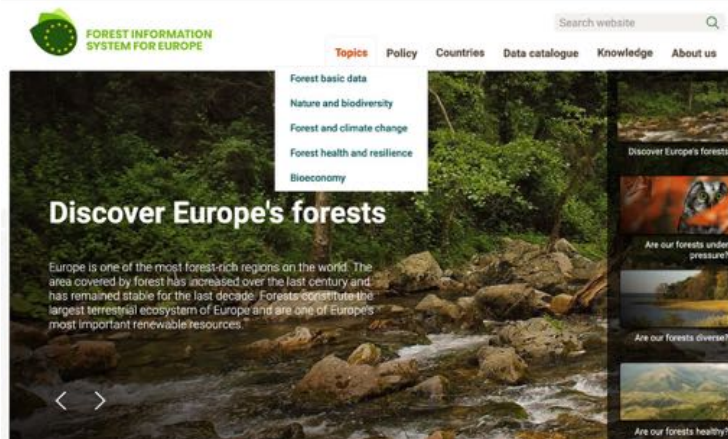 FOREST INFORMATION
SYSTEM FOR EUROPE
Search website
Topics Policy Countries Data catalogue Knowledge About us
Forest basic data
Nature and biodiversity
Forest and climate change
Forest health and resilience
Bioeconomy
Discover Europe's forests
Europe is one of the most forest-rich regions on the world. The
area covered by forest has increased over the last century and
has remained stable for the last decade. Forests constitute the
largest terrestrial ecosystem of Europe and are one of Europe's
most important renewable resources.
Discover Europe's forests
Are our forests under
pressure?
Are our forests diverse?
Are our forests healthy?